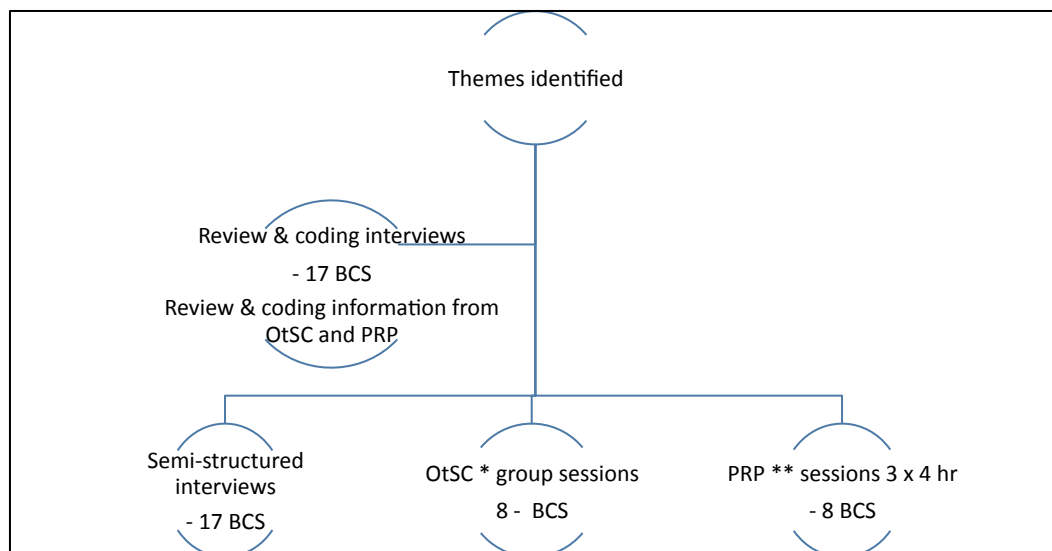 Themes identified
Review & coding interviews
- 17 BCS
Review & coding information from
OtSC and PRP
Semi-structured
interviews
- 17 BCS
OtSC * group sessions
8 - BCS
PRP ** sessions 3 x 4 hr
- 8 BCS